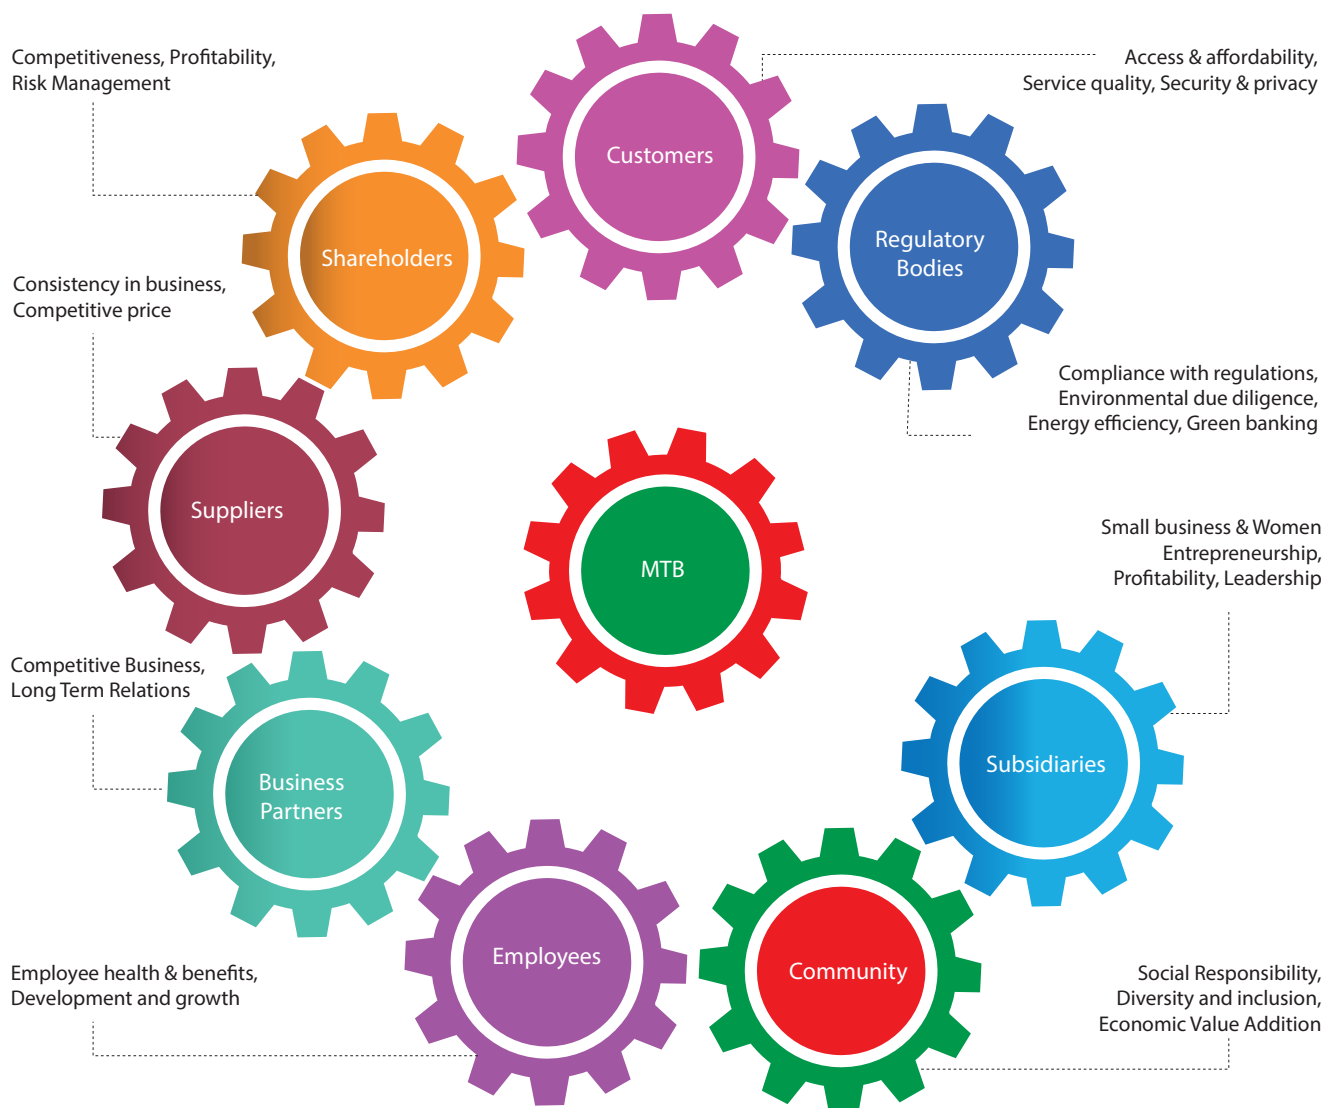 Competitiveness, Profitability,
Risk Management
Access & affordability,
Service quality, Security & privacy
Customers
Shareholders
Regulatory
Bodies
Consistency in business,
Competitive price
Compliance with regulations,
Environmental due diligence,
Energy efficiency, Green banking
Suppliers
MTB
Small business & Women
Entrepreneurship,
Profitability, Leadership
Competitive Business,
Long Term Relations
Business
Partners
Subsidiaries
Employees
Community
Employee health & benefits,
Development and growth
Social Responsibility,
Diversity and inclusion,
Economic Value Addition